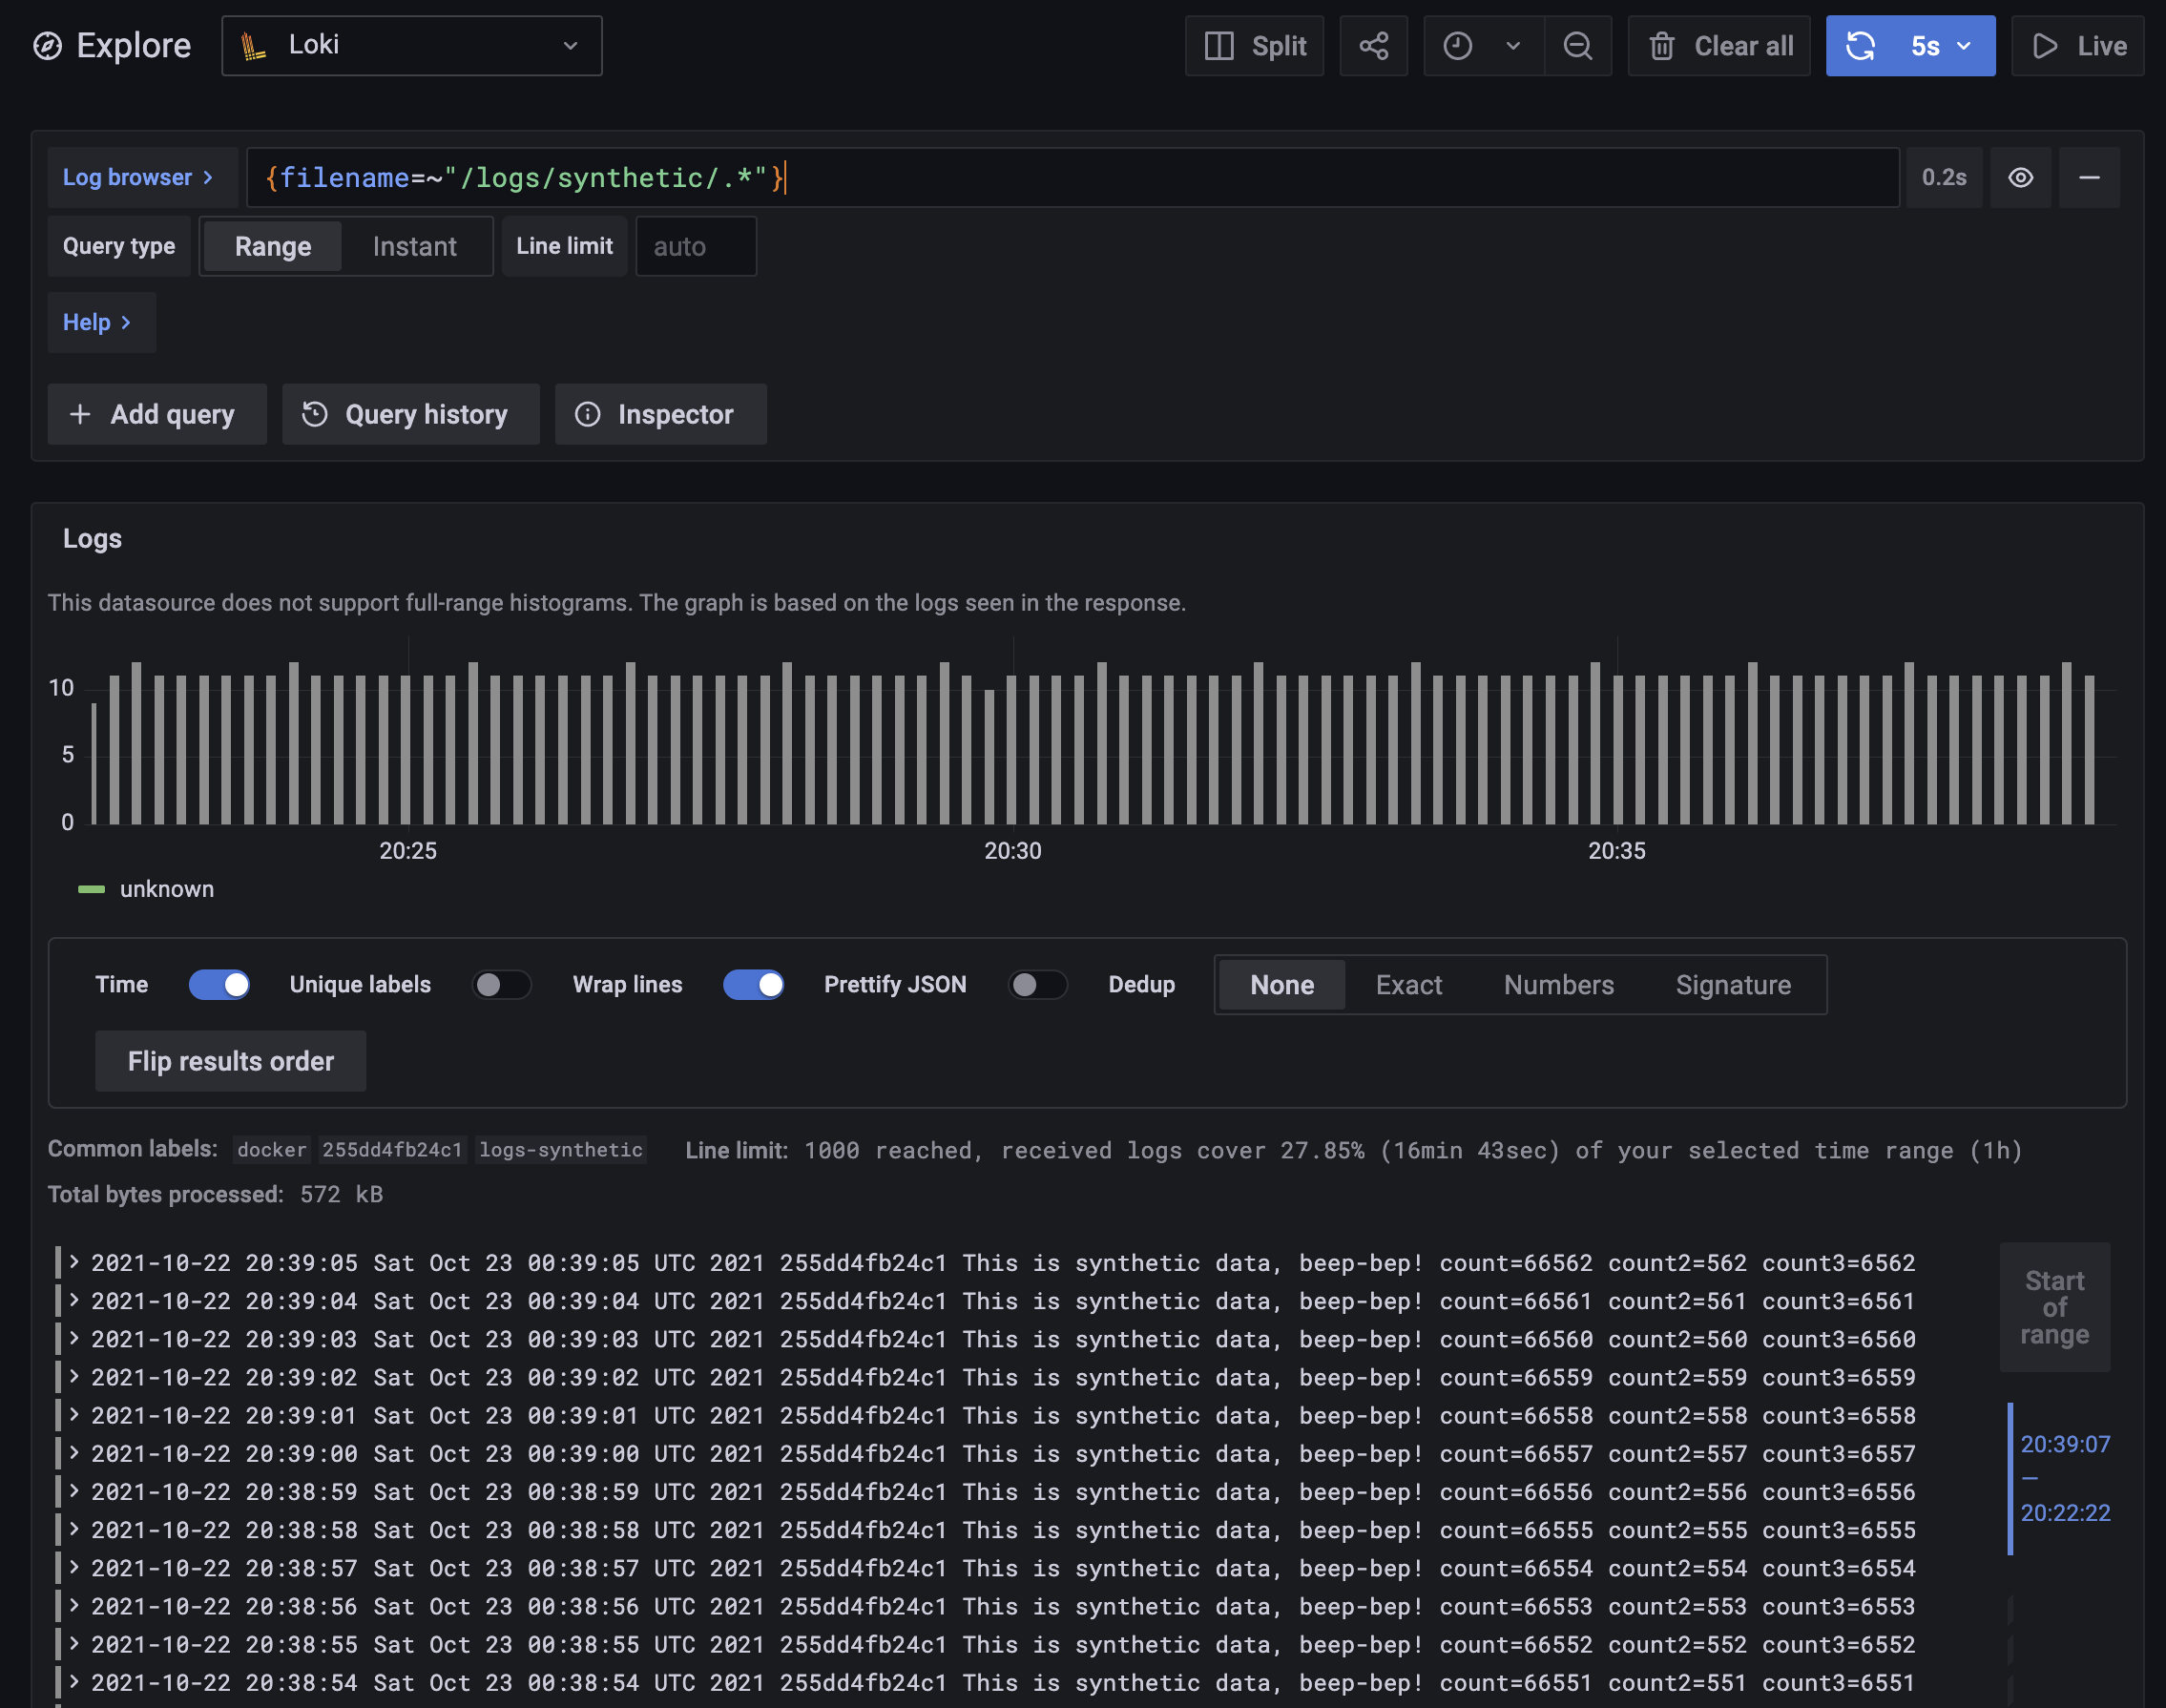 Explore Loki Split Clear all 5s Live
Log browser {filename=~"/logs/synthetic/.*"} 0.2s
Query type Range Instant Line limit auto
Help
Add query Query history Inspector
Logs
This datasource does not support full-range histograms. The graph is based on the logs seen in the response.
10
5
0
20:25 20:30 20:35
unknown
Time Unique labels Wrap lines Prettify JSON Dedup None Exact Numbers Signature
Flip results order
Common labels: docker 255dd4fb24c1 logs-synthetic Line limit: 1000 reached, received logs cover 27.85% (16min 43sec) of your selected time range (1h)
Total bytes processed: 572 kB
2021-10-22 20:39:05 Sat Oct 23 00:39:05 UTC 2021 255dd4fb24c1 This is synthetic data, beep-bep! count=66562 count2=562 count3=6562
2021-10-22 20:39:04 Sat Oct 23 00:39:04 UTC 2021 255dd4fb24c1 This is synthetic data, beep-bep! count=66561 count2=561 count3=6561
2021-10-22 20:39:03 Sat Oct 23 00:39:03 UTC 2021 255dd4fb24c1 This is synthetic data, beep-bep! count=66560 count2=560 count3=6560
2021-10-22 20:39:02 Sat Oct 23 00:39:02 UTC 2021 255dd4fb24c1 This is synthetic data, beep-bep! count=66559 count2=559 count3=6559
2021-10-22 20:39:01 Sat Oct 23 00:39:01 UTC 2021 255dd4fb24c1 This is synthetic data, beep-bep! count=66558 count2=558 count3=6558
2021-10-22 20:39:00 Sat Oct 23 00:39:00 UTC 2021 255dd4fb24c1 This is synthetic data, beep-bep! count=66557 count2=557 count3=6557
2021-10-22 20:38:59 Sat Oct 23 00:38:59 UTC 2021 255dd4fb24c1 This is synthetic data, beep-bep! count=66556 count2=556 count3=6556
2021-10-22 20:38:58 Sat Oct 23 00:38:58 UTC 2021 255dd4fb24c1 This is synthetic data, beep-bep! count=66555 count2=555 count3=6555
2021-10-22 20:38:57 Sat Oct 23 00:38:57 UTC 2021 255dd4fb24c1 This is synthetic data, beep-bep! count=66554 count2=554 count3=6554
2021-10-22 20:38:56 Sat Oct 23 00:38:56 UTC 2021 255dd4fb24c1 This is synthetic data, beep-bep! count=66553 count2=553 count3=6553
2021-10-22 20:38:55 Sat Oct 23 00:38:55 UTC 2021 255dd4fb24c1 This is synthetic data, beep-bep! count=66552 count2=552 count3=6552
2021-10-22 20:38:54 Sat Oct 23 00:38:54 UTC 2021 255dd4fb24c1 This is synthetic data, beep-bep! count=66551 count2=551 count3=6551
Start
of
range
20:39:07
—
20:22:22